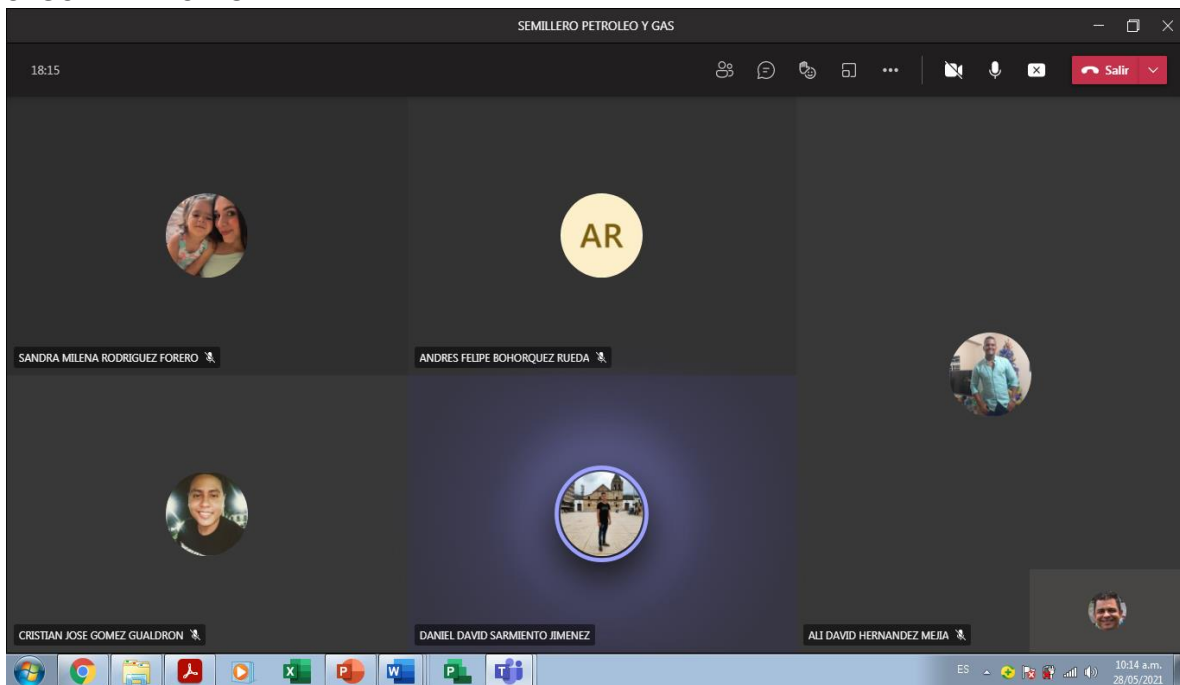 SEMILLERO PETROLEO Y GAS
18:15
Salir
AR
SANDRA MILENA RODRIGUEZ FORERO
ANDRES FELIPE BOHORQUEZ RUEDA
CRISTIAN JOSE GOMEZ GUALDRON
DANIEL DAVID SARMIENTO JIMENEZ
ALI DAVID HERNANDEZ MEJIA
ES
10:14 a.m.
28/05/2021